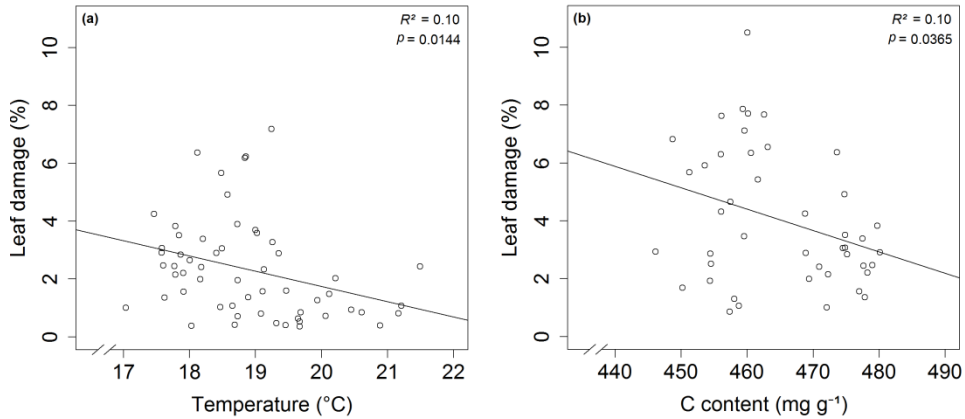 (a)
R² = 0.10
p = 0.0144
Leaf damage (%)
10
8
6
4
2
0
17 18 19 20 21 22
Temperature (°C)
(b)
R² = 0.10
p = 0.0365
Leaf damage (%)
10
8
6
4
2
0
440 450 460 470 480 490
C content (mg g⁻¹)